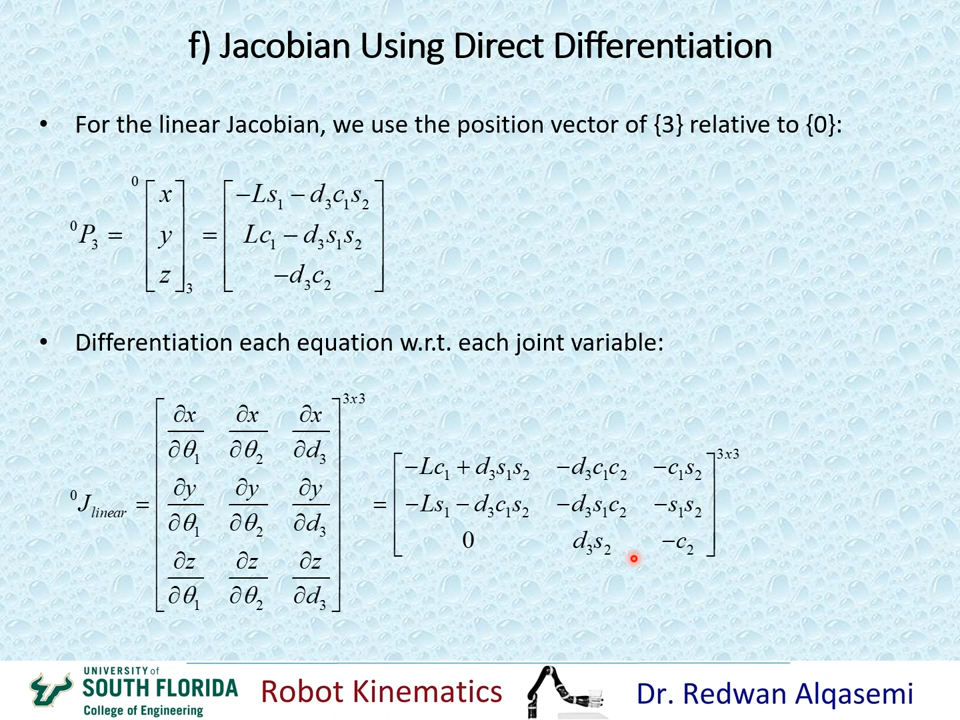 f) Jacobian Using Direct Differentiation
• For the linear Jacobian, we use the position vector of {3} relative to {0}:
⁰P₃ = ⁰[x; y; z]₃ = [−Ls₁ − d₃c₁s₂; Lc₁ − d₃s₁s₂; −d₃c₂]
• Differentiation each equation w.r.t. each joint variable:
⁰J_linear = [∂x/∂θ₁ ∂x/∂θ₂ ∂x/∂d₃; ∂y/∂θ₁ ∂y/∂θ₂ ∂y/∂d₃; ∂z/∂θ₁ ∂z/∂θ₂ ∂z/∂d₃]³ˣ³ = [−Lc₁ + d₃s₁s₂ −d₃c₁c₂ −c₁s₂; −Ls₁ − d₃c₁s₂ −d₃s₁c₂ −s₁s₂; 0 d₃s₂ −c₂]³ˣ³
UNIVERSITY of
SOUTH FLORIDA
College of Engineering
Robot Kinematics
Dr. Redwan Alqasemi